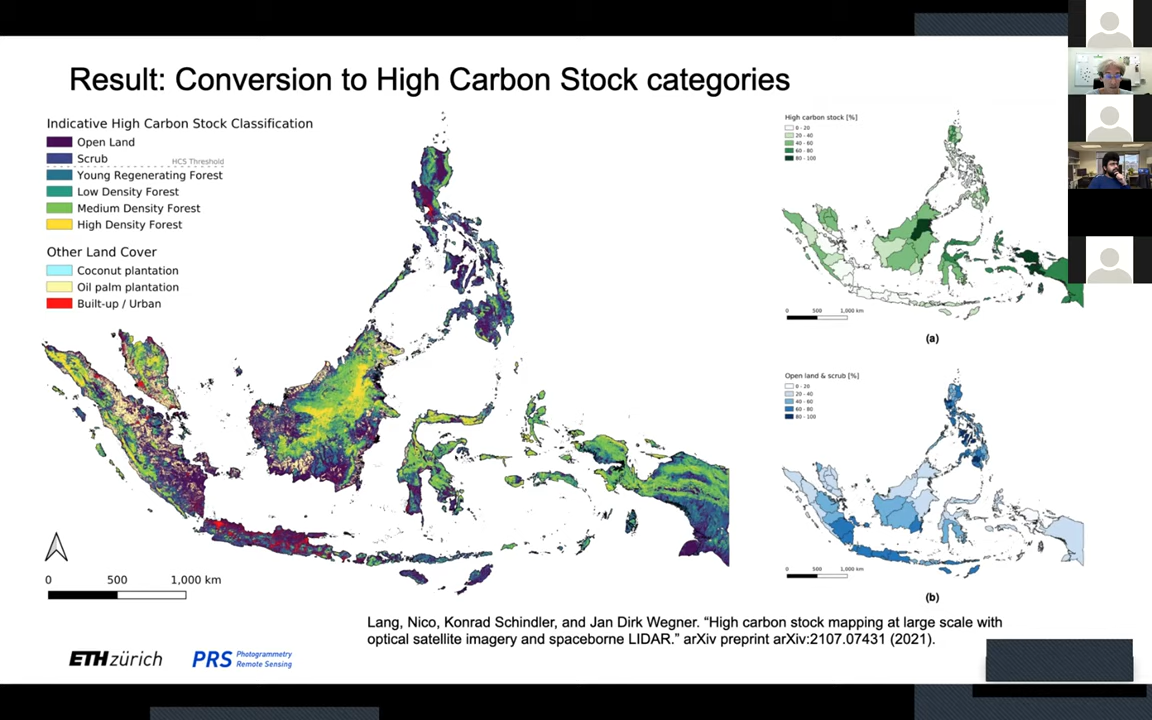 Result: Conversion to High Carbon Stock categories
Indicative High Carbon Stock Classification
Open Land
Scrub
HCS Threshold
Young Regenerating Forest
Low Density Forest
Medium Density Forest
High Density Forest
Other Land Cover
Coconut plantation
Oil palm plantation
Built-up / Urban
0 500 1,000 km
High carbon stock [%]
0 - 20
20 - 40
40 - 60
60 - 80
80 - 100
0 500 1,000 km
(a)
Open land & scrub [%]
0 - 20
20 - 40
40 - 60
60 - 80
80 - 100
0 500 1,000 km
(b)
Lang, Nico, Konrad Schindler, and Jan Dirk Wegner. “High carbon stock mapping at large scale with
optical satellite imagery and spaceborne LIDAR.” arXiv preprint arXiv:2107.07431 (2021).
ETH zürich
PRS Photogrammetry
Remote Sensing